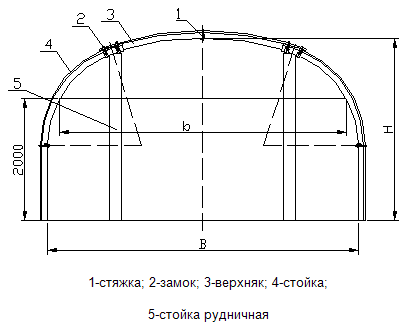 1
2
3
4
5
b
2000
H
B
1-стяжка; 2-замок; 3-верхняк; 4-стойка;
5-стойка рудничная